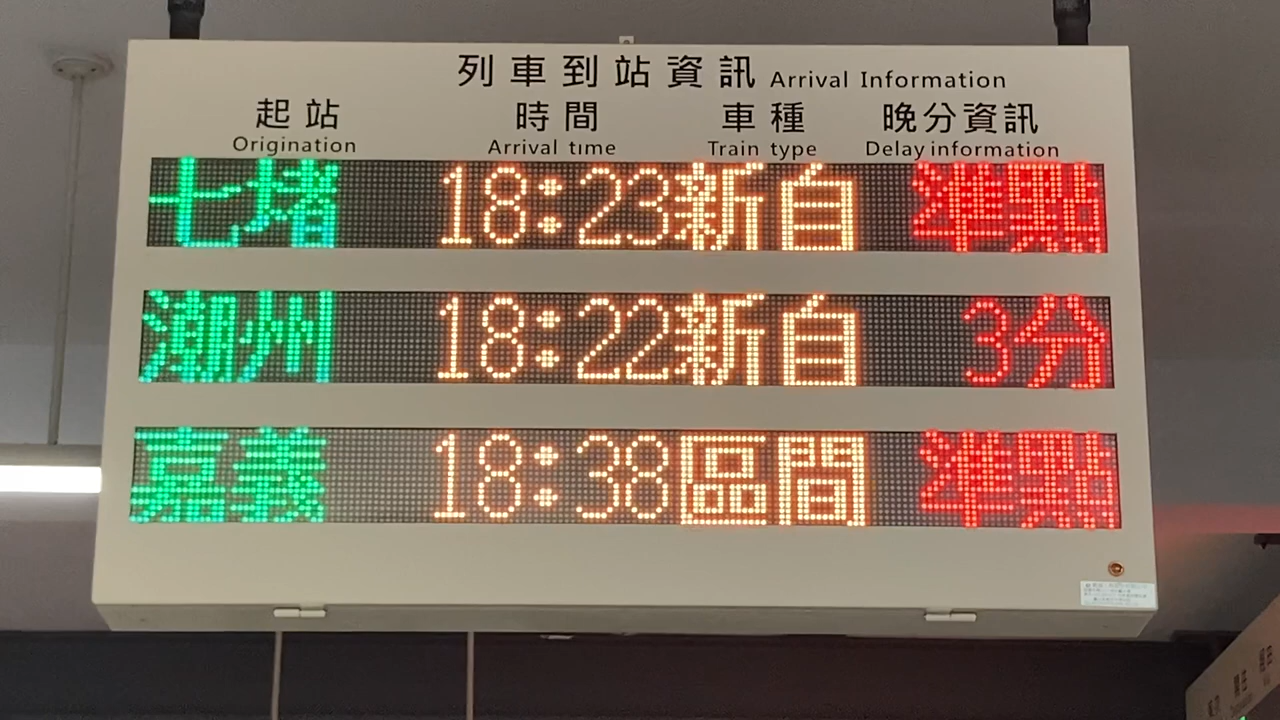 列車到站資訊 Arrival Information
起站 時間 車種 晚分資訊
Origination Arrival time Train type Delay information
七堵 18:23 新自 準點
潮州 18:22 新自 3分
嘉義 18:38 區間 準點